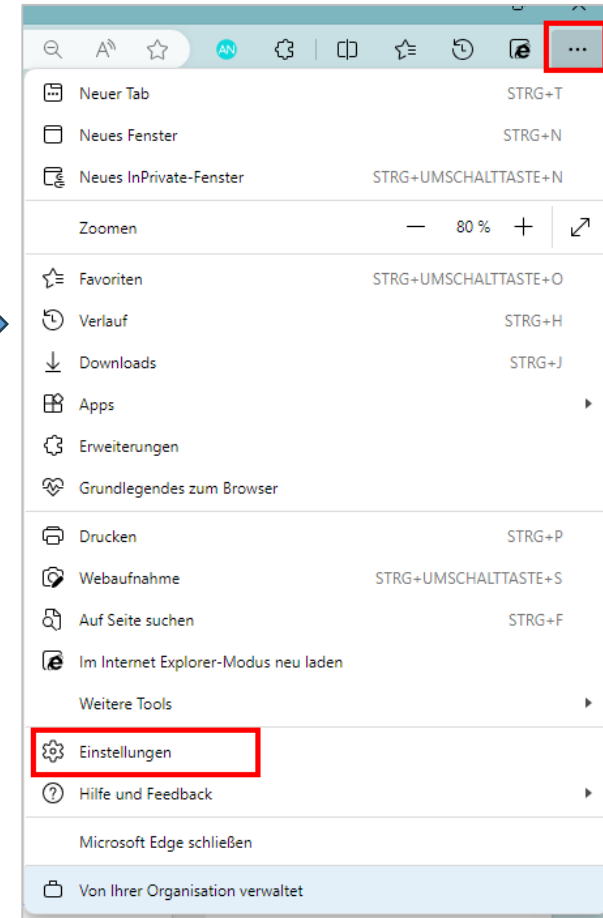 AN
Neuer Tab STRG+T
Neues Fenster STRG+N
Neues InPrivate-Fenster STRG+UMSCHALTTASTE+N
Zoomen — 80 % +
Favoriten STRG+UMSCHALTTASTE+O
Verlauf STRG+H
Downloads STRG+J
Apps
Erweiterungen
Grundlegendes zum Browser
Drucken STRG+P
Webaufnahme STRG+UMSCHALTTASTE+S
Auf Seite suchen STRG+F
Im Internet Explorer-Modus neu laden
Weitere Tools
Einstellungen
Hilfe und Feedback
Microsoft Edge schließen
Von Ihrer Organisation verwaltet